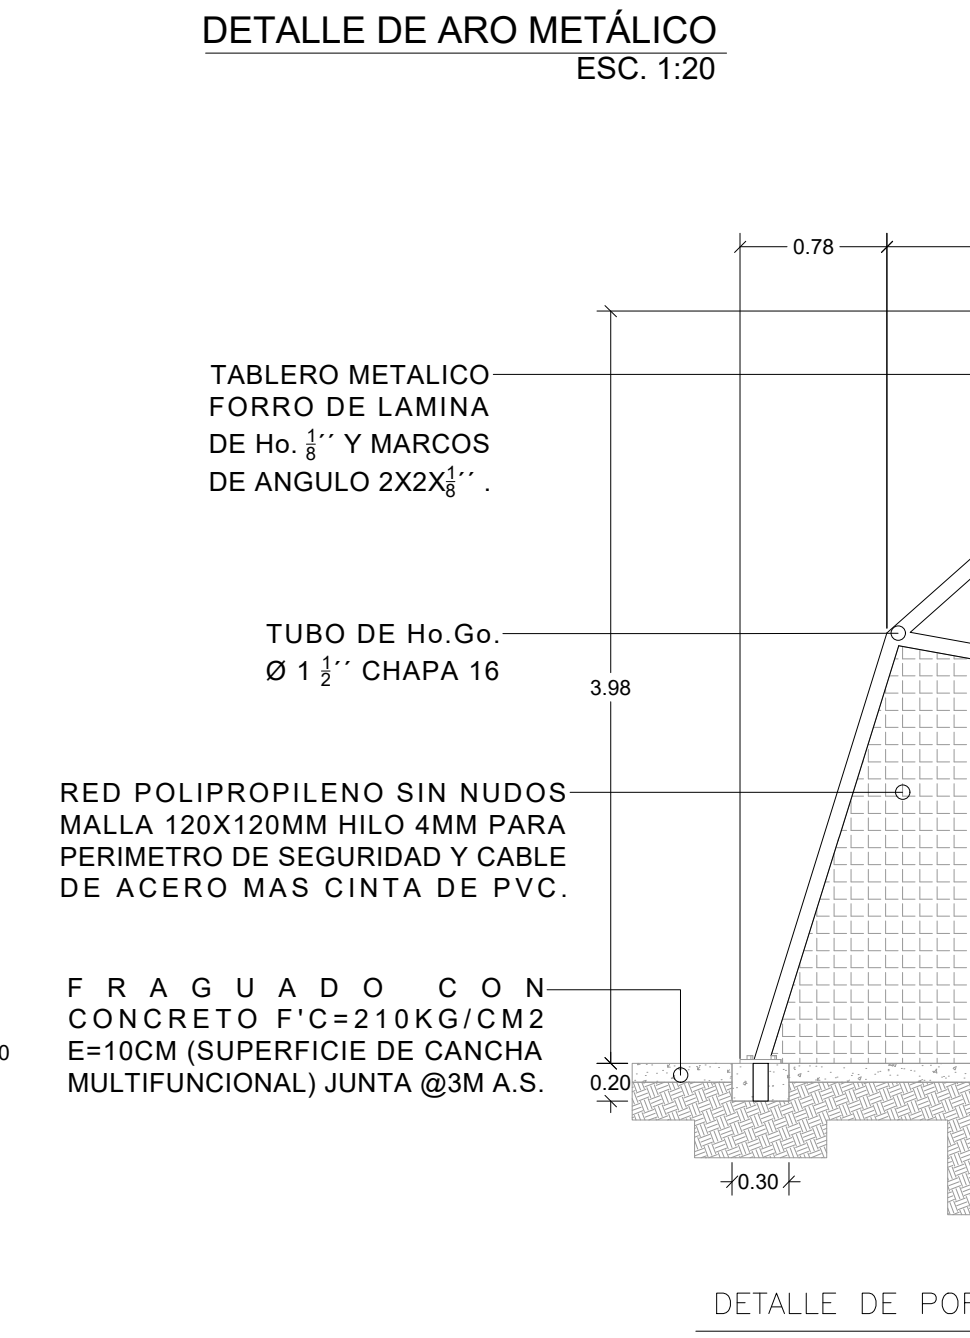 DETALLE DE ARO METÁLICO
ESC. 1:20
0.78
TABLERO METALICO
FORRO DE LAMINA
DE Ho. 1/8´´ Y MARCOS
DE ANGULO 2X2X1/8´´ .
TUBO DE Ho.Go.
Ø 1 1/2´´ CHAPA 16
3.98
RED POLIPROPILENO SIN NUDOS
MALLA 120X120MM HILO 4MM PARA
PERIMETRO DE SEGURIDAD Y CABLE
DE ACERO MAS CINTA DE PVC.
FRAGUADO CON
CONCRETO F'C=210KG/CM2
E=10CM (SUPERFICIE DE CANCHA
MULTIFUNCIONAL) JUNTA @3M A.S.
0
0.20
0.30
DETALLE DE